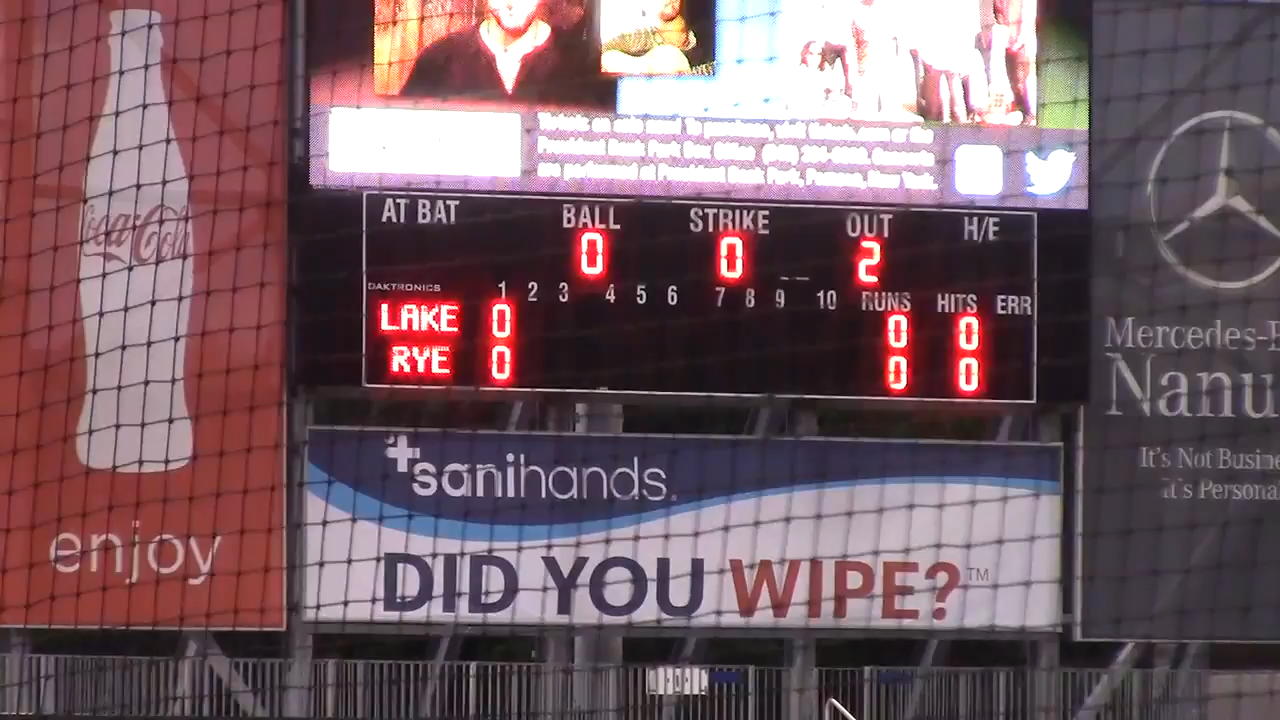 AT BAT BALL STRIKE OUT H/E
0 0 2
DAKTRONICS 1 2 3 4 5 6 7 8 9 10 RUNS HITS ERR
LAKE 0 0 0
RYE 0 0 0
Coca-Cola
enjoy
sanihands.
DID YOU WIPE?™
Mercedes-
Nanu
It's Not
It's Persona